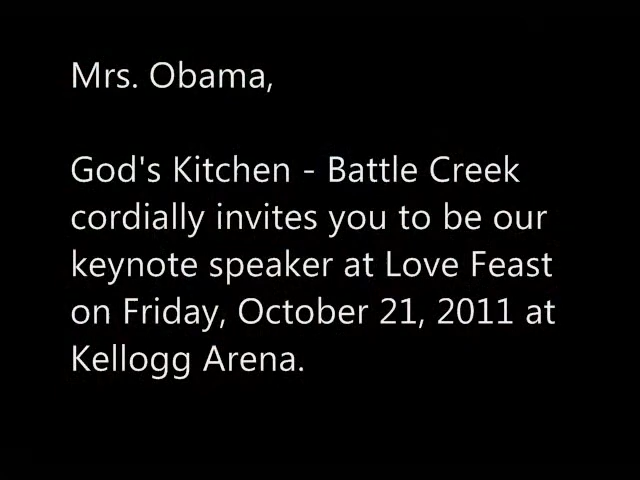 Mrs. Obama,
God's Kitchen - Battle Creek
cordially invites you to be our
keynote speaker at Love Feast
on Friday, October 21, 2011 at
Kellogg Arena.